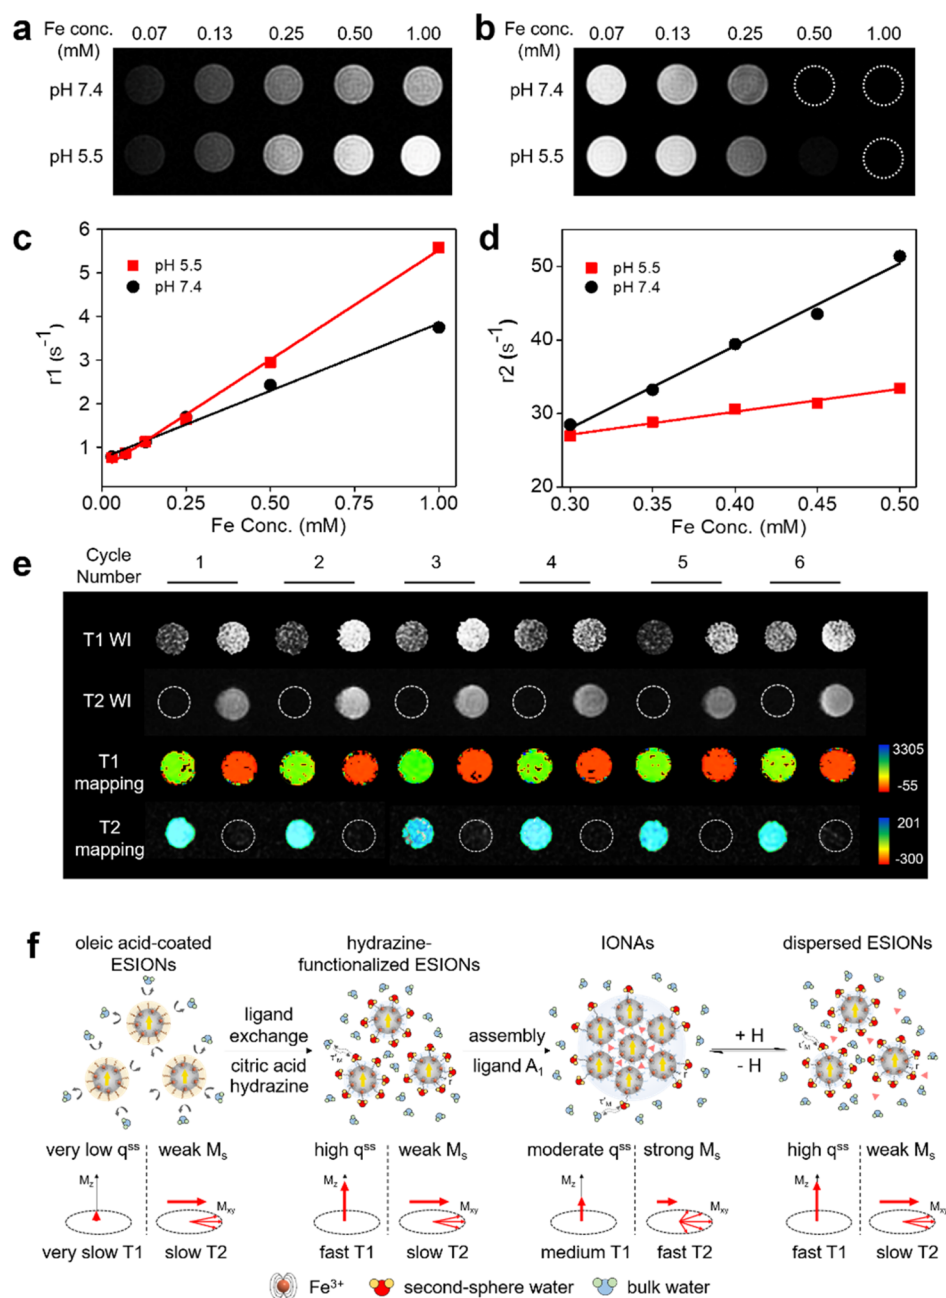 a
Fe conc. 0.07 0.13 0.25 0.50 1.00
(mM)
pH 7.4
pH 5.5
b
Fe conc. 0.07 0.13 0.25 0.50 1.00
(mM)
pH 7.4
pH 5.5
c
r1 (s⁻¹)
6
5
4
3
2
1
pH 5.5
pH 7.4
0.00 0.25 0.50 0.75 1.00
Fe Conc. (mM)
d
r2 (s⁻¹)
50
40
30
20
pH 5.5
pH 7.4
0.30 0.35 0.40 0.45 0.50
Fe Conc. (mM)
e
Cycle
Number
1 2 3 4 5 6
T1 WI
T2 WI
T1
mapping
3305
-55
T2
mapping
201
-300
f
oleic acid-coated
ESIONs
ligand
exchange
citric acid
hydrazine
hydrazine-
functionalized ESIONs
τ'M
r
assembly
ligand A₁
IONAs
τ'M
+ H
- H
dispersed ESIONs
τ'M
r
very low qˢˢ weak Mₛ
Mz
Mxy
very slow T1 slow T2
high qˢˢ weak Mₛ
Mz
Mxy
fast T1 slow T2
moderate qˢˢ strong Mₛ
Mz
Mxy
medium T1 fast T2
high qˢˢ weak Mₛ
Mz
Mxy
fast T1 slow T2
Fe³⁺ second-sphere water bulk water